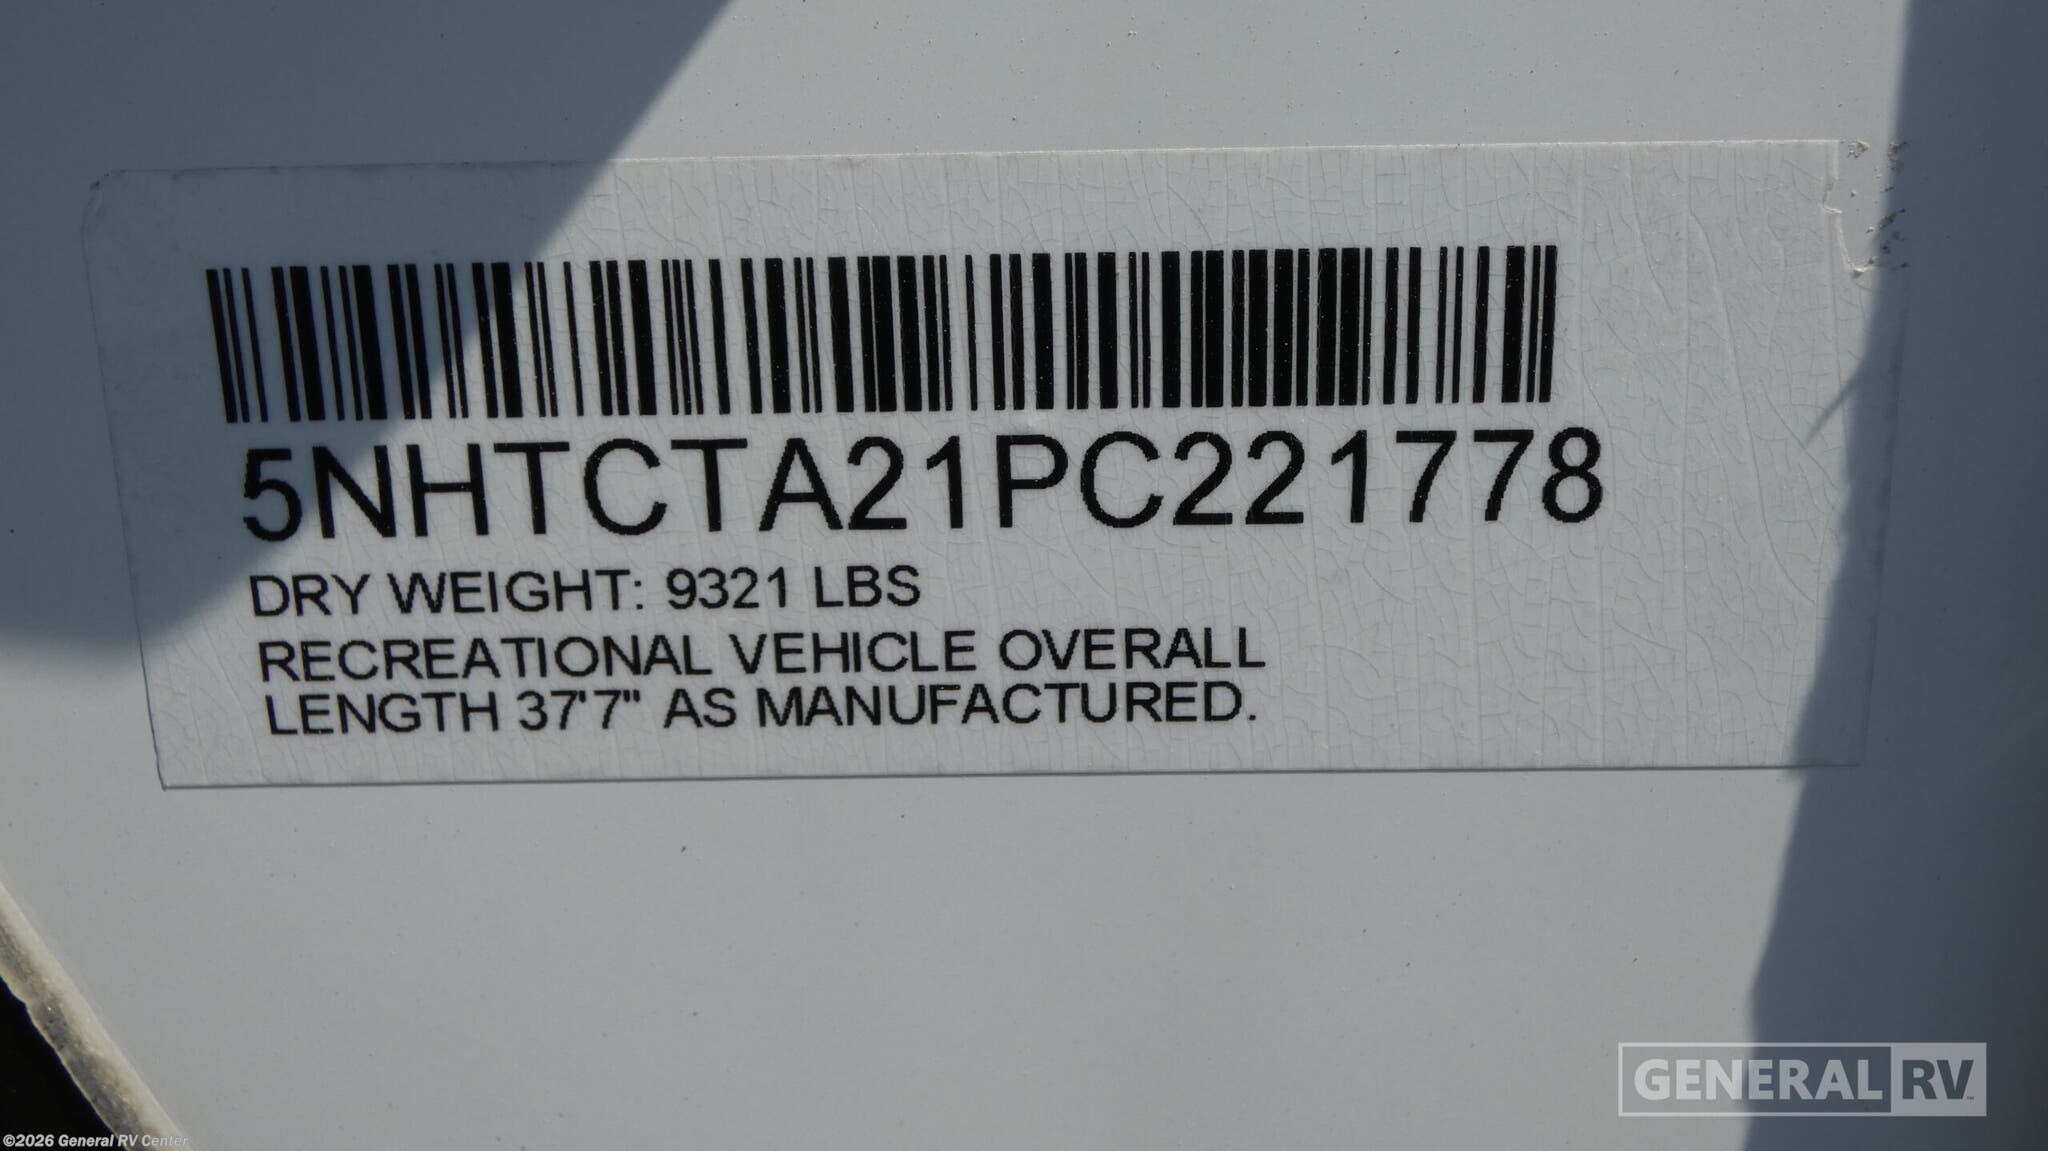 5NHTCTA21PC221778
DRY WEIGHT: 9321 LBS
RECREATIONAL VEHICLE OVERALL
LENGTH 37'7" AS MANUFACTURED.
GENERAL RV
©2026 General RV Center